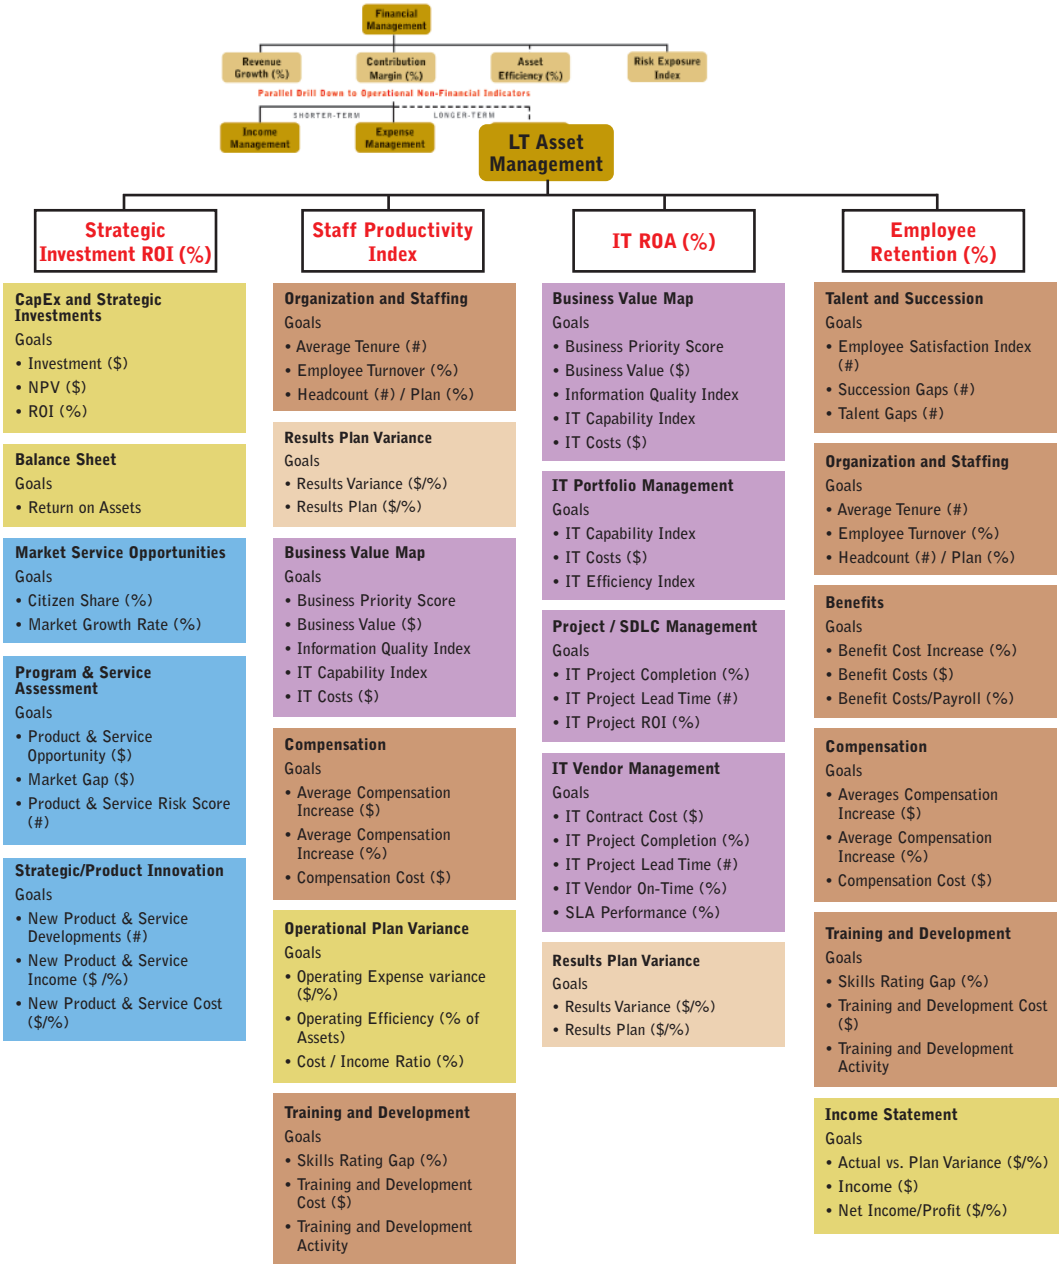 Financial
Management
Revenue
Growth (%)
Contribution
Margin (%)
Asset
Efficiency (%)
Risk Exposure
Index
Parallel Drill Down to Operational Non-Financial Indicators
SHORTER-TERM
LONGER-TERM
Income
Management
Expense
Management
LT Asset
Management
Strategic
Investment ROI (%)
Staff Productivity
Index
IT ROA (%)
Employee
Retention (%)
CapEx and Strategic
Investments
Goals
• Investment ($)
• NPV ($)
• ROI (%)
Balance Sheet
Goals
• Return on Assets
Market Service Opportunities
Goals
• Citizen Share (%)
• Market Growth Rate (%)
Program & Service
Assessment
Goals
• Product & Service
Opportunity ($)
• Market Gap ($)
• Product & Service Risk Score
(#)
Strategic/Product Innovation
Goals
• New Product & Service
Developments (#)
• New Product & Service
Income ($ /%)
• New Product & Service Cost
($/%)
Organization and Staffing
Goals
• Average Tenure (#)
• Employee Turnover (%)
• Headcount (#) / Plan (%)
Results Plan Variance
Goals
• Results Variance ($/%)
• Results Plan ($/%)
Business Value Map
Goals
• Business Priority Score
• Business Value ($)
• Information Quality Index
• IT Capability Index
• IT Costs ($)
Compensation
Goals
• Average Compensation
Increase ($)
• Average Compensation
Increase (%)
• Compensation Cost ($)
Operational Plan Variance
Goals
• Operating Expense variance
($/%)
• Operating Efficiency (% of
Assets)
• Cost / Income Ratio (%)
Training and Development
Goals
• Skills Rating Gap (%)
• Training and Development
Cost ($)
• Training and Development
Activity
Business Value Map
Goals
• Business Priority Score
• Business Value ($)
• Information Quality Index
• IT Capability Index
• IT Costs ($)
IT Portfolio Management
Goals
• IT Capability Index
• IT Costs ($)
• IT Efficiency Index
Project / SDLC Management
Goals
• IT Project Completion (%)
• IT Project Lead Time (#)
• IT Project ROI (%)
IT Vendor Management
Goals
• IT Contract Cost ($)
• IT Project Completion (%)
• IT Project Lead Time (#)
• IT Vendor On-Time (%)
• SLA Performance (%)
Results Plan Variance
Goals
• Results Variance ($/%)
• Results Plan ($/%)
Talent and Succession
Goals
• Employee Satisfaction Index
(#)
• Succession Gaps (#)
• Talent Gaps (#)
Organization and Staffing
Goals
• Average Tenure (#)
• Employee Turnover (%)
• Headcount (#) / Plan (%)
Benefits
Goals
• Benefit Cost Increase (%)
• Benefit Costs ($)
• Benefit Costs/Payroll (%)
Compensation
Goals
• Averages Compensation
Increase ($)
• Average Compensation
Increase (%)
• Compensation Cost ($)
Training and Development
Goals
• Skills Rating Gap (%)
• Training and Development Cost
($)
• Training and Development
Activity
Income Statement
Goals
• Actual vs. Plan Variance ($/%)
• Income ($)
• Net Income/Profit ($/%)